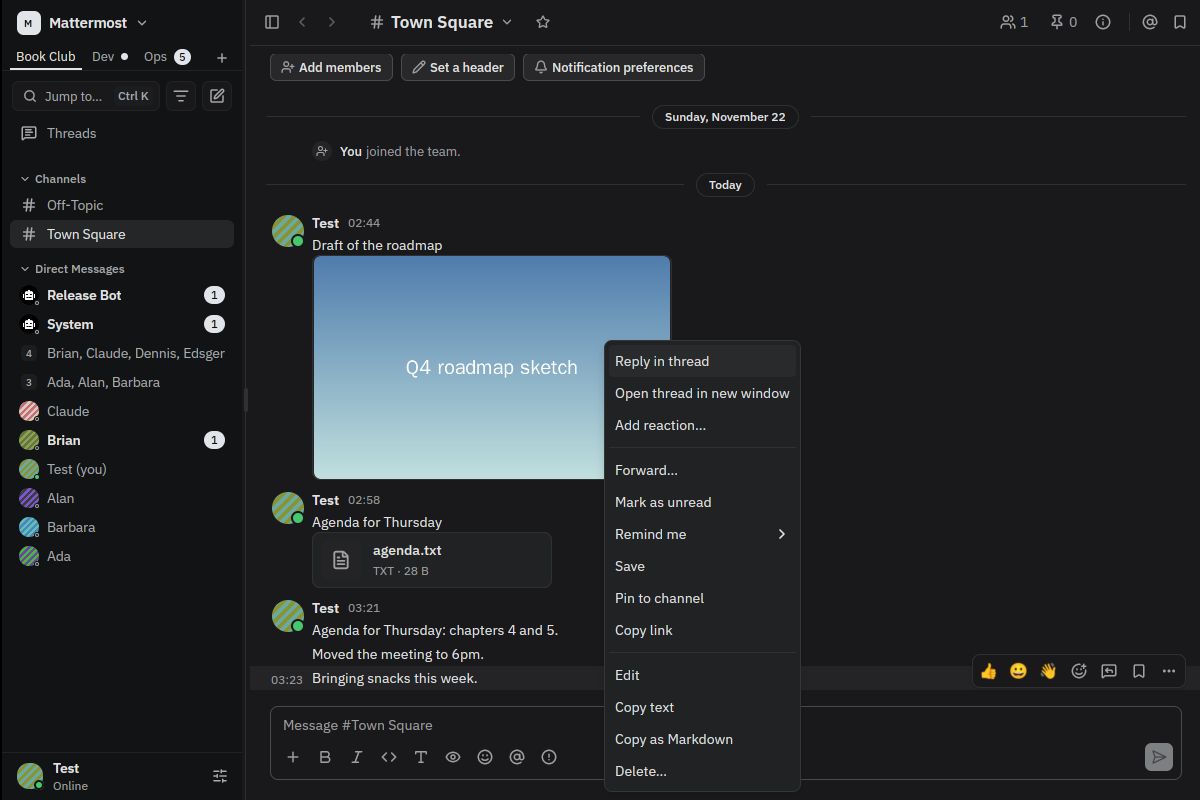 M Mattermost
Book Club Dev Ops 5
Jump to... Ctrl K
Threads
Channels
Off-Topic
Town Square
Direct Messages
Release Bot 1
System 1
4 Brian, Claude, Dennis, Edsger
3 Ada, Alan, Barbara
Claude
Brian 1
Test (you)
Alan
Barbara
Ada
Test
Online
# Town Square
1
0
Add members
Set a header
Notification preferences
Sunday, November 22
You joined the team.
Today
Test 02:44
Draft of the roadmap
Q4 roadmap sketch
Test 02:58
Agenda for Thursday
agenda.txt
TXT · 28 B
Test 03:21
Agenda for Thursday: chapters 4 and 5.
Moved the meeting to 6pm.
03:23 Bringing snacks this week.
Message #Town Square
Reply in thread
Open thread in new window
Add reaction...
Forward...
Mark as unread
Remind me
Save
Pin to channel
Copy link
Edit
Copy text
Copy as Markdown
Delete...